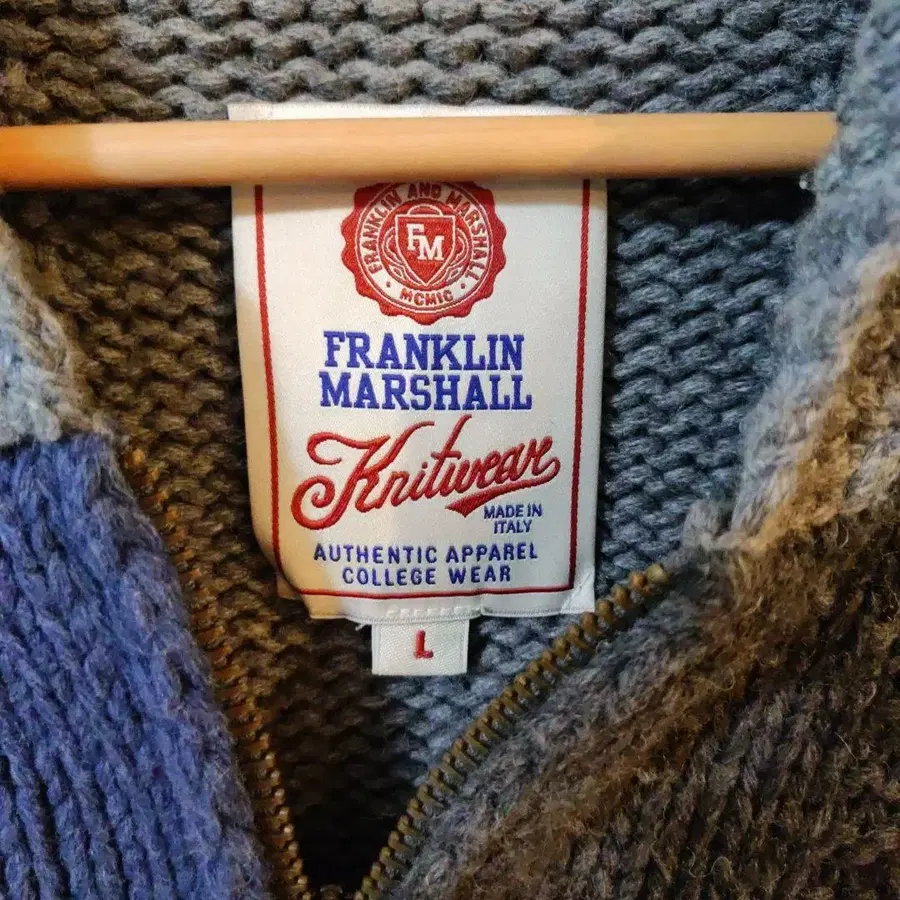 FRANKLIN AND MARSHALL
FM
MCMIC
FRANKLIN
MARSHALL
Knitwear
MADE IN
ITALY
AUTHENTIC APPAREL
COLLEGE WEAR
L